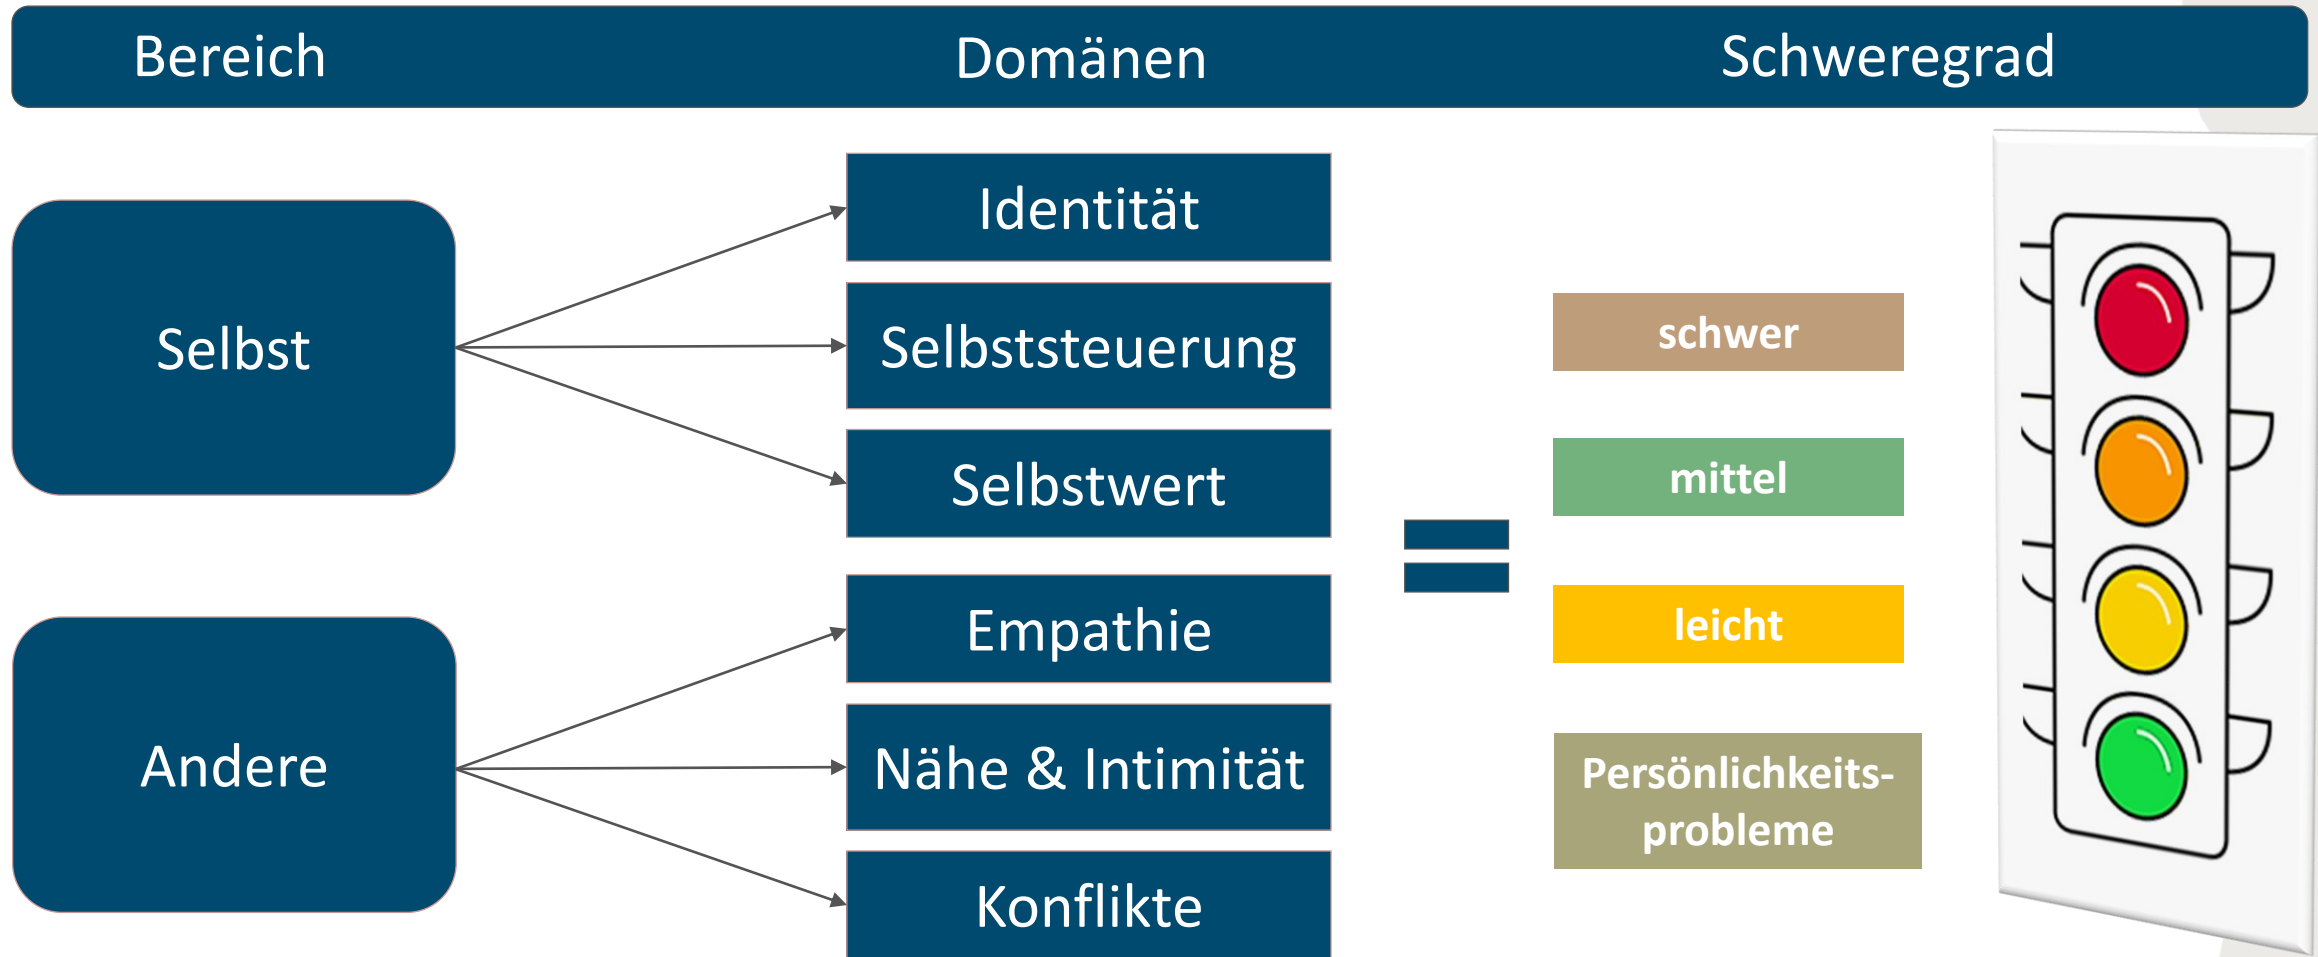 Bereich
Domänen
Schweregrad
Selbst
Identität
Selbststeuerung
Selbstwert
Andere
Empathie
Nähe & Intimität
Konflikte
=
schwer
mittel
leicht
Persönlichkeits-
probleme